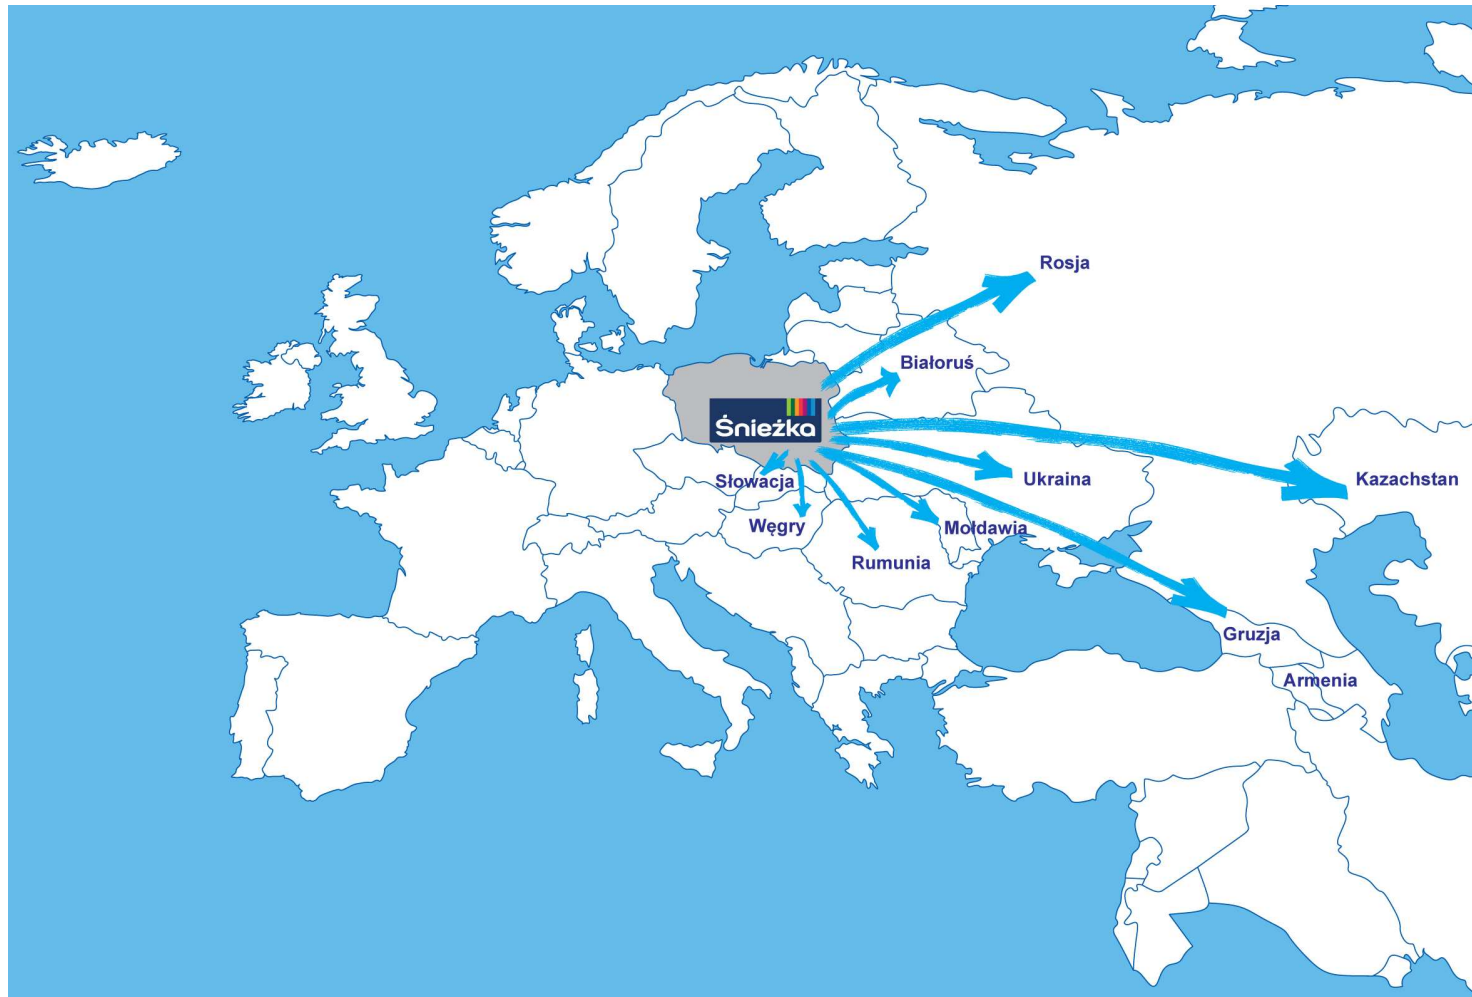 Rosja
Białoruś
Śnieżka
Słowacja
Ukraina
Kazachstan
Węgry
Mołdawia
Rumunia
Gruzja
Armenia